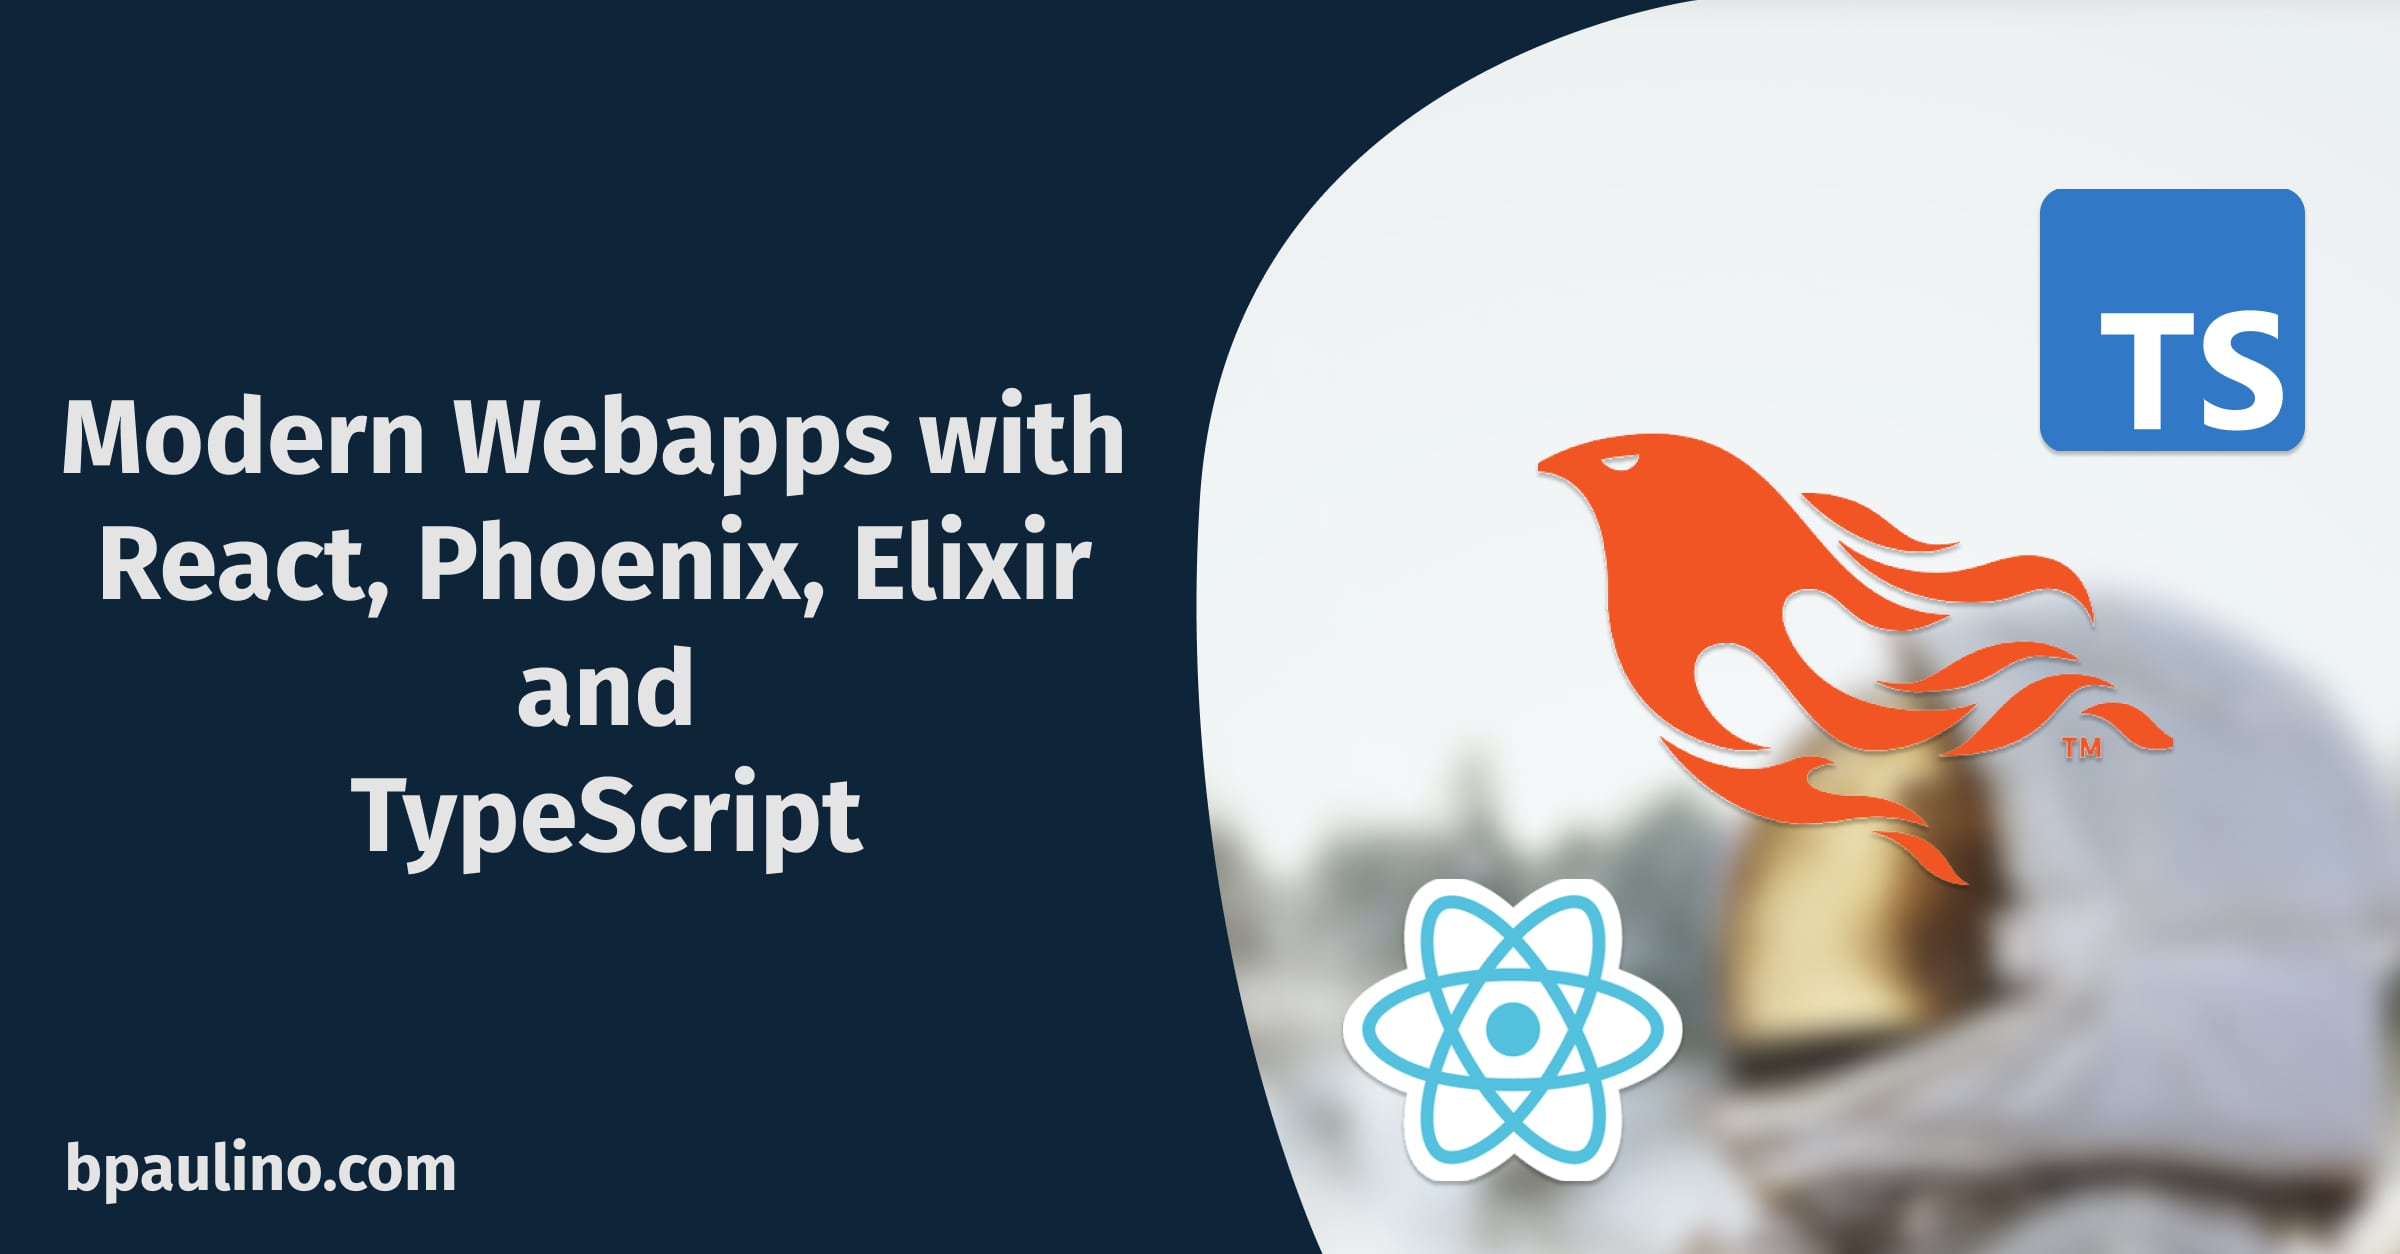 Modern Webapps with
React, Phoenix, Elixir
and
TypeScript
bpaulino.com
TS
TM